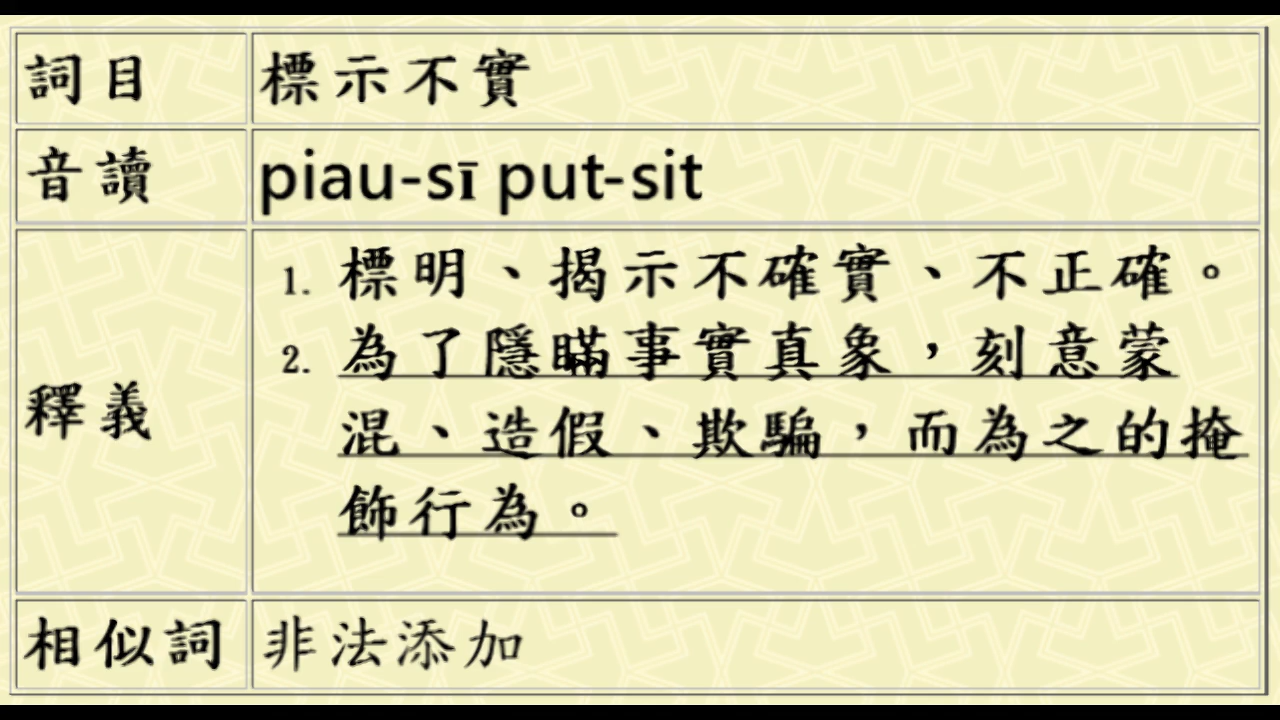 詞目 標示不實
音讀 piau-sī put-sit
釋義
1. 標明、揭示不確實、不正確。
2. 為了隱瞞事實真象，刻意蒙
混、造假、欺騙，而為之的掩
飾行為。
相似詞 非法添加